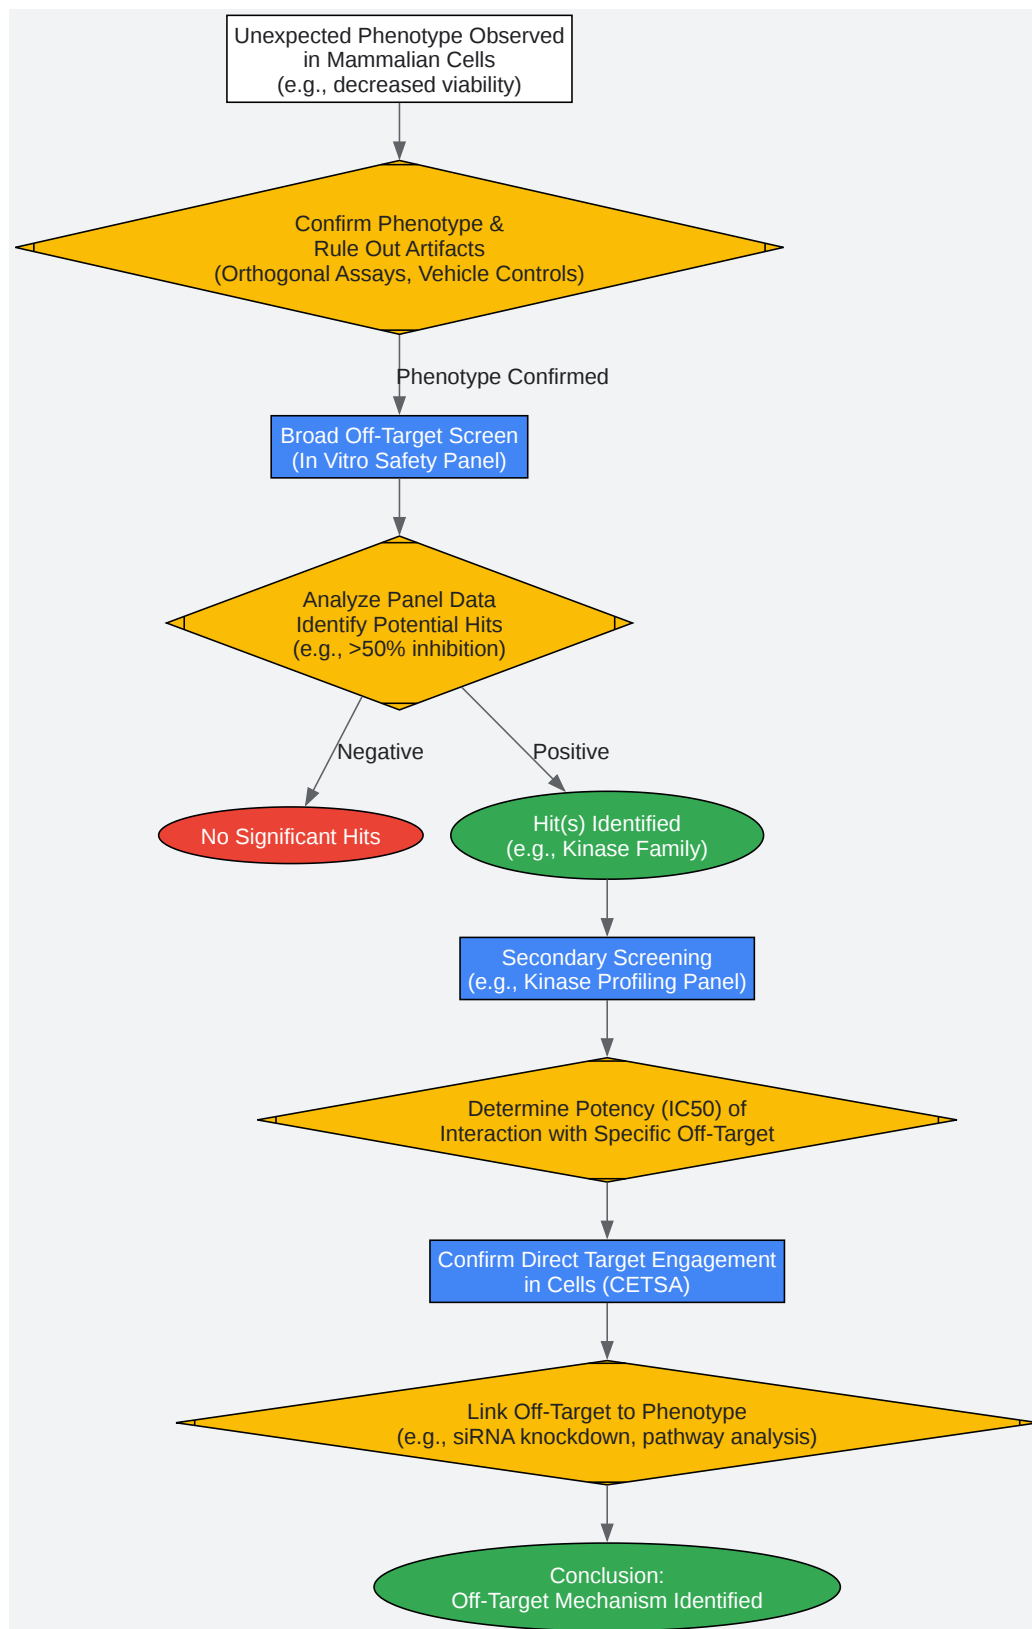 Unexpected Phenotype Observed
in Mammalian Cells
(e.g., decreased viability)
Confirm Phenotype &
Rule Out Artifacts
(Orthogonal Assays, Vehicle Controls)
Phenotype Confirmed
Broad Off-Target Screen
(In Vitro Safety Panel)
Analyze Panel Data
Identify Potential Hits
(e.g., >50% inhibition)
Negative
Positive
No Significant Hits
Hit(s) Identified
(e.g., Kinase Family)
Secondary Screening
(e.g., Kinase Profiling Panel)
Determine Potency (IC50) of
Interaction with Specific Off-Target
Confirm Direct Target Engagement
in Cells (CETSA)
Link Off-Target to Phenotype
(e.g., siRNA knockdown, pathway analysis)
Conclusion:
Off-Target Mechanism Identified